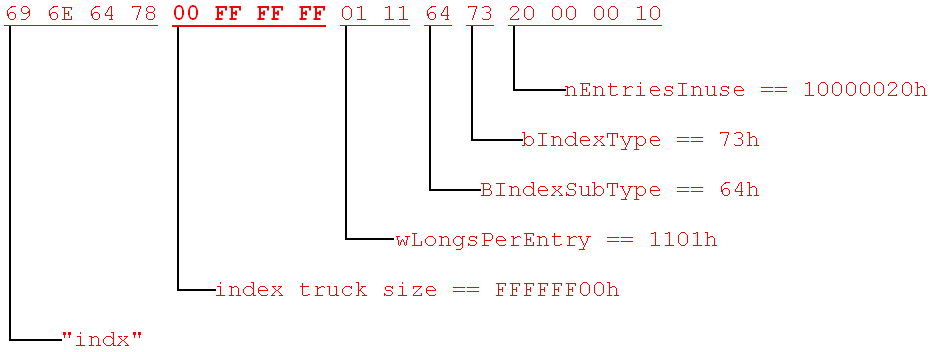 69 6E 64 78 00 FF FF FF 01 11 64 73 20 00 00 10
nEntriesInuse == 10000020h
bIndexType == 73h
BIndexSubType == 64h
wLongsPerEntry == 1101h
index truck size == FFFFFF00h
"indx"